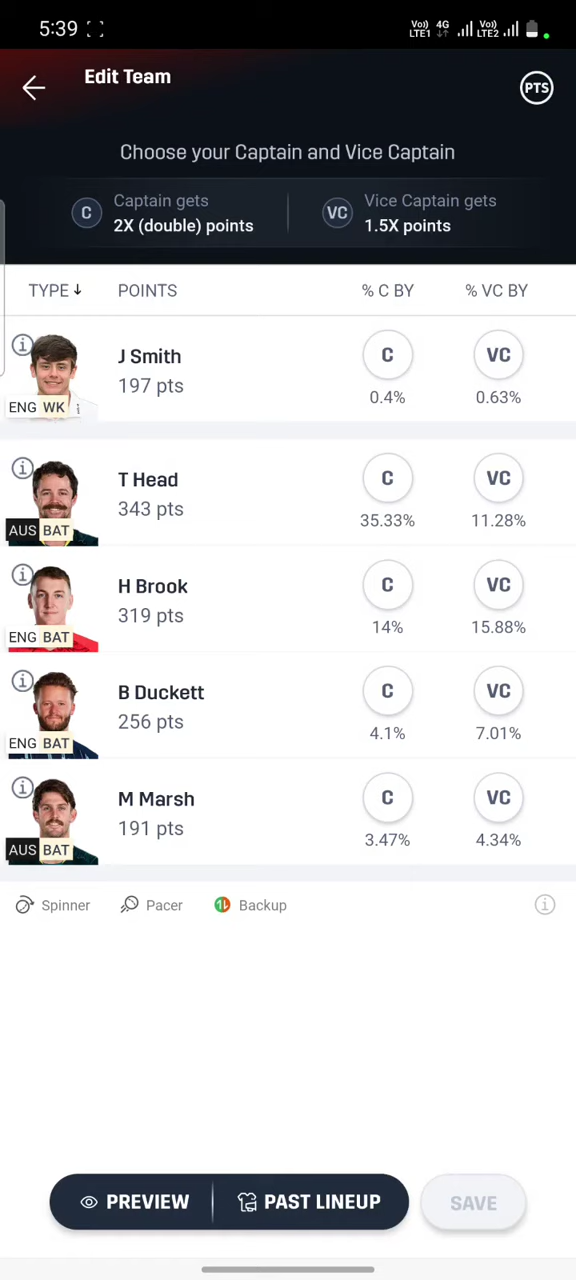 5:39
Vo) LTE1 4G Vo) LTE2
Edit Team
PTS
Choose your Captain and Vice Captain
C Captain gets 2X (double) points
VC Vice Captain gets 1.5X points
TYPE POINTS % C BY % VC BY
J Smith C VC
197 pts 0.4% 0.63%
ENG WK
T Head C VC
343 pts 35.33% 11.28%
AUS BAT
H Brook C VC
319 pts 14% 15.88%
ENG BAT
B Duckett C VC
256 pts 4.1% 7.01%
ENG BAT
M Marsh C VC
191 pts 3.47% 4.34%
AUS BAT
Spinner Pacer Backup
PREVIEW PAST LINEUP SAVE